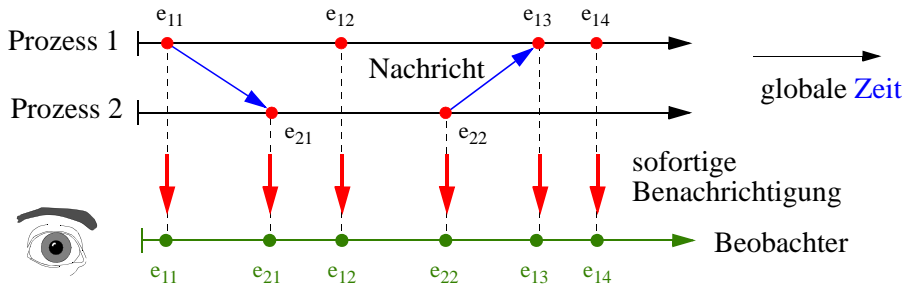 e11 e12 e13 e14
Prozess 1
Nachricht
globale Zeit
Prozess 2
e21 e22
sofortige
Benachrichtigung
Beobachter
e11 e21 e12 e22 e13 e14